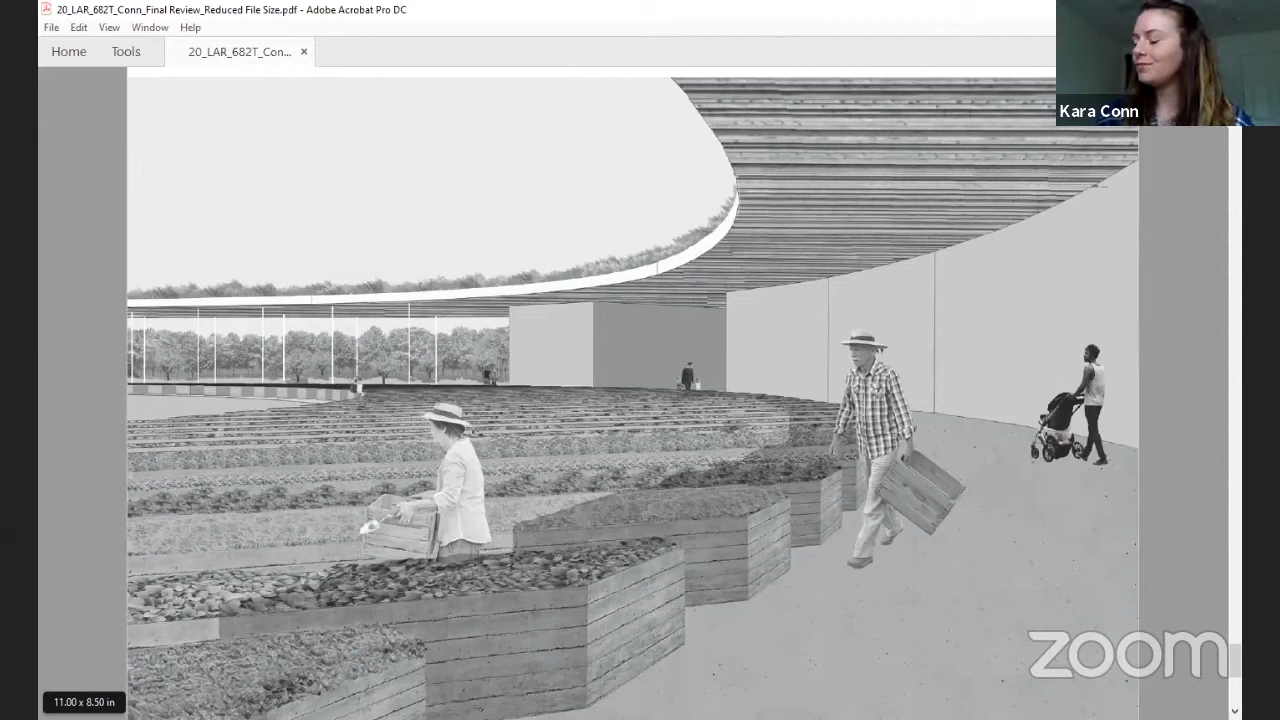 20_LAR_682T_Conn_Final Review_Reduced File Size.pdf - Adobe Acrobat Pro DC
File Edit View Window Help
Home Tools 20_LAR_682T_Con... ×
Kara Conn
zoom
11.00 x 8.50 in